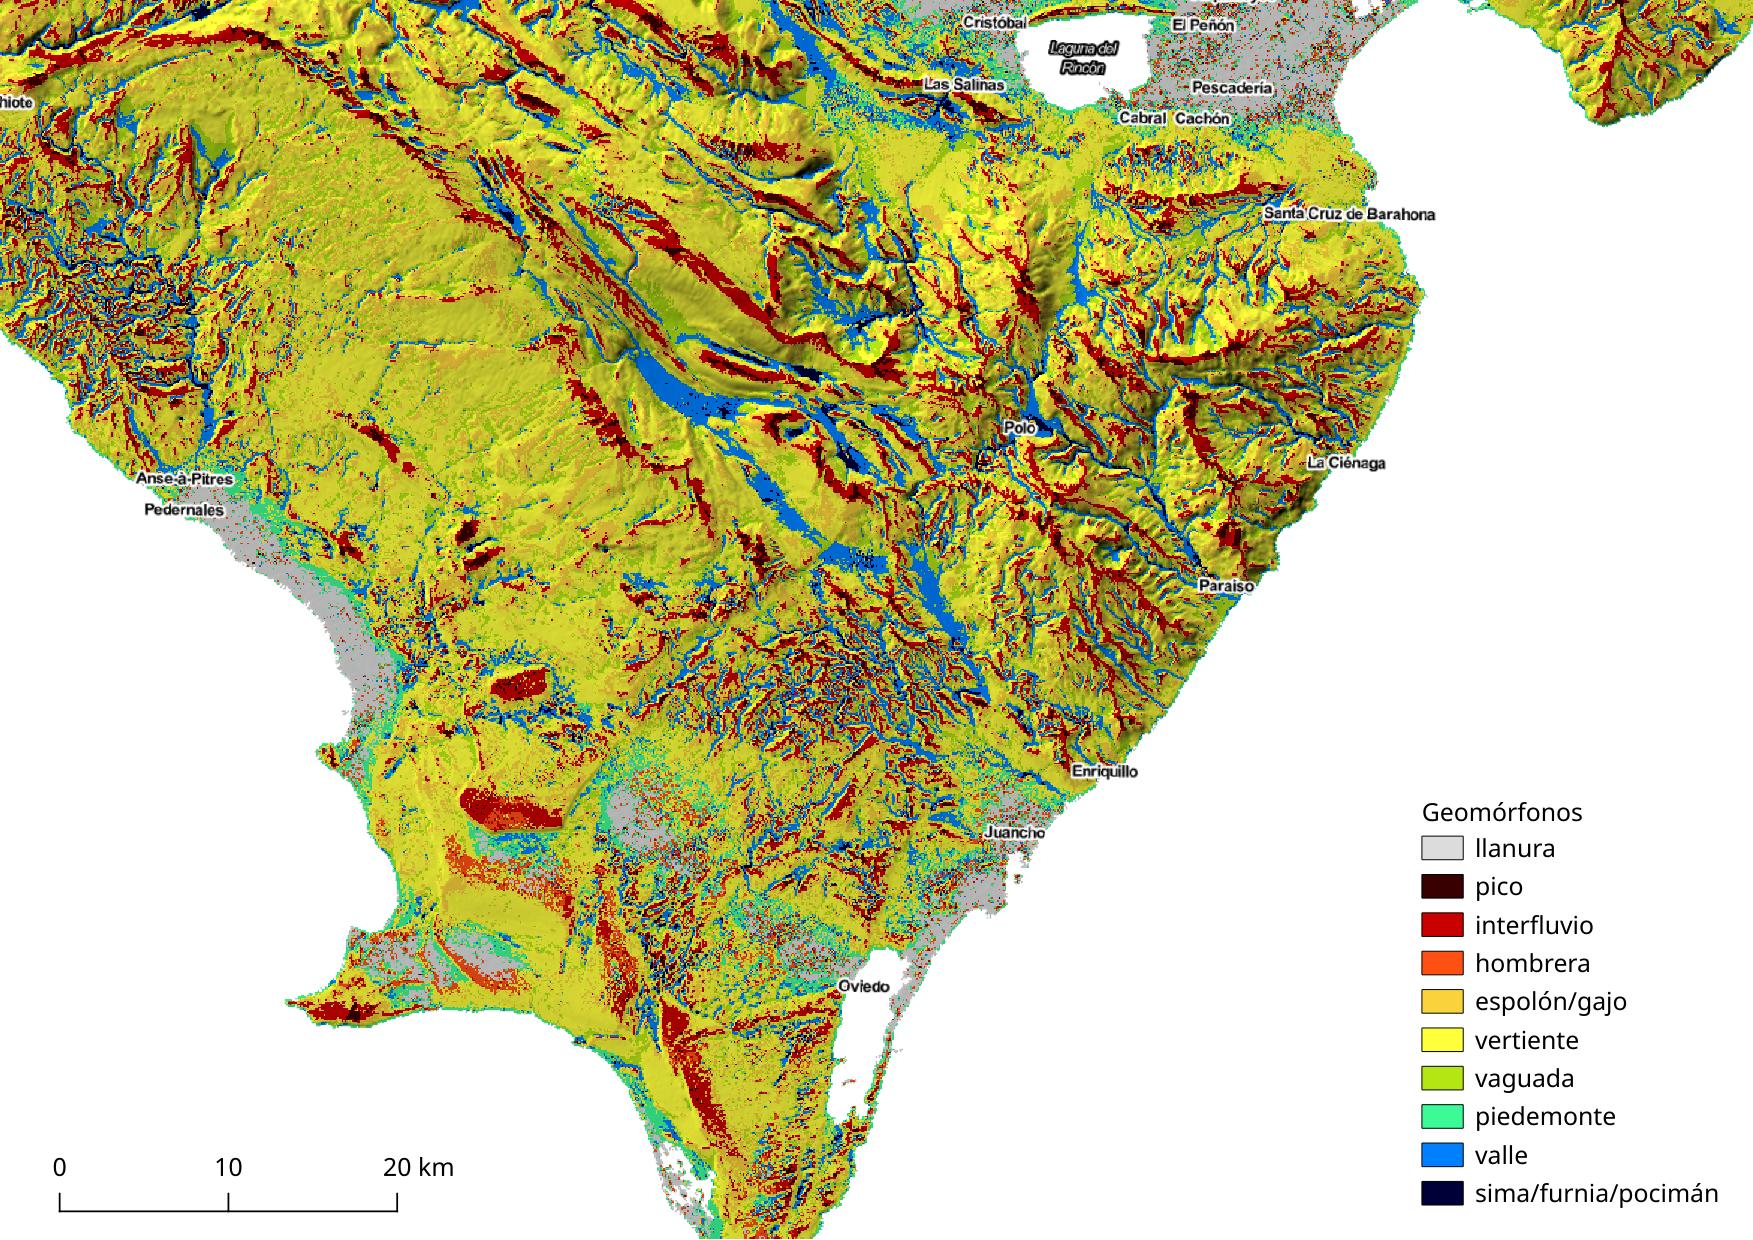 Cristóbal
El Peñón
Laguna del
Rincón
Las Salinas
Pescadería
hiote
Cabral Cachón
Santa Cruz de Barahona
Polo
La Ciénaga
Anse-à-Pitres
Pedernales
Paraiso
Enriquillo
Juancho
Oviedo
Geomórfonos
llanura
pico
interfluvio
hombrera
espolón/gajo
vertiente
vaguada
piedemonte
valle
sima/furnia/pocimán
0 10 20 km